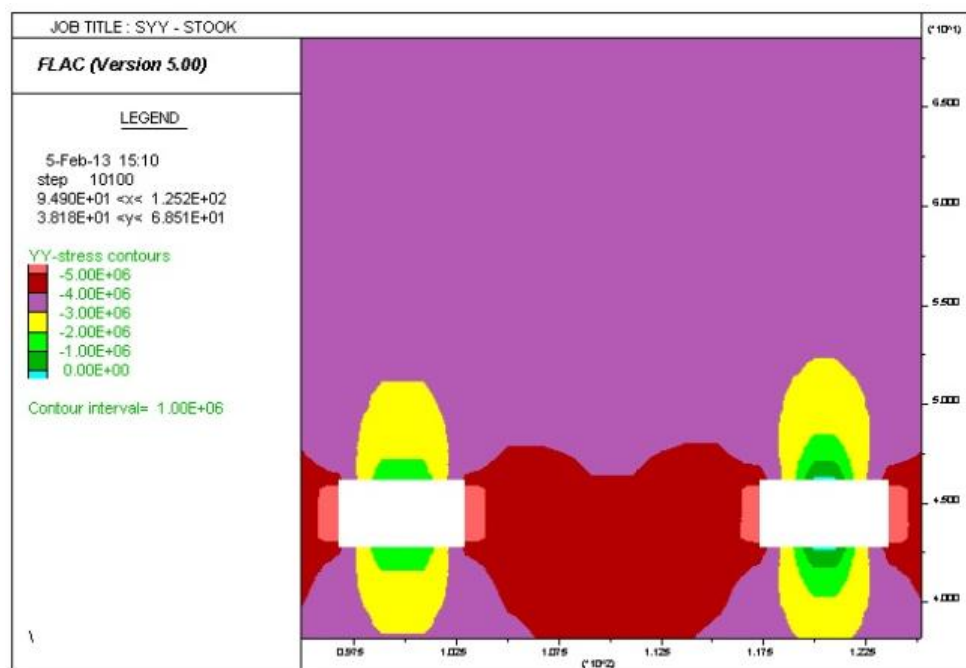 JOB TITLE : SYY - STOOK
(*10^1)
FLAC (Version 5.00)
LEGEND
5-Feb-13 15:10
step 10100
9.490E+01 <x< 1.252E+02
3.818E+01 <y< 6.851E+01
YY-stress contours
-5.00E+06
-4.00E+06
-3.00E+06
-2.00E+06
-1.00E+06
0.00E+00
Contour interval= 1.00E+06
\
6.500
6.000
5.500
5.000
4.500
4.000
0.975
1.025
1.075
1.125
1.175
1.225
(*10^2)